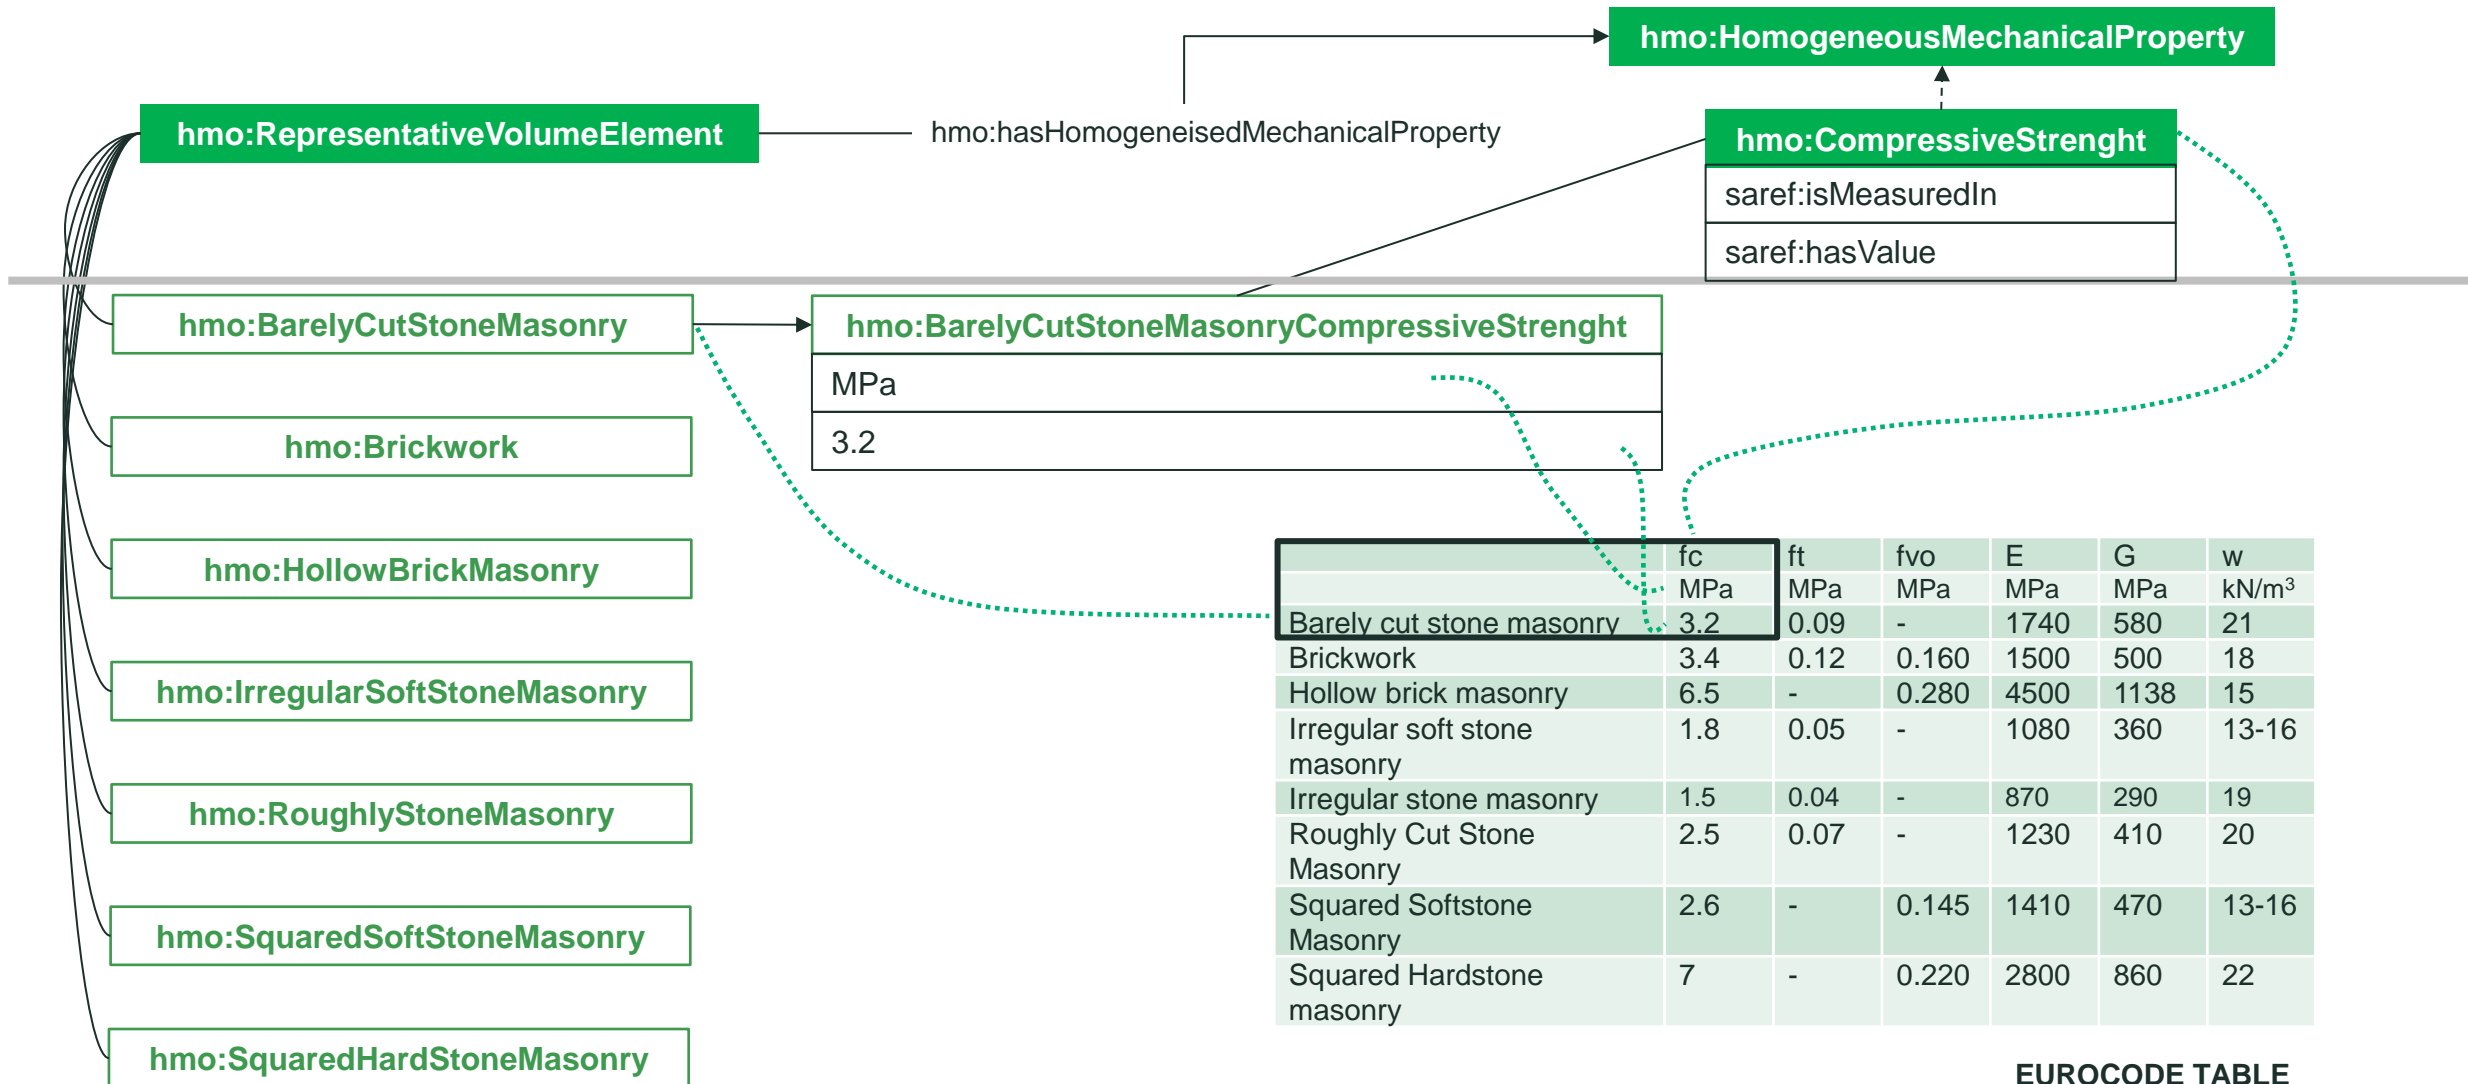 hmo:HomogeneousMechanicalProperty
hmo:RepresentativeVolumeElement
hmo:hasHomogeneisedMechanicalProperty
hmo:CompressiveStrenght
saref:isMeasuredIn
saref:hasValue
hmo:BarelyCutStoneMasonry
hmo:BarelyCutStoneMasonryCompressiveStrenght
MPa
3.2
hmo:Brickwork
hmo:HollowBrickMasonry
hmo:IrregularSoftStoneMasonry
hmo:RoughlyStoneMasonry
hmo:SquaredSoftStoneMasonry
hmo:SquaredHardStoneMasonry
fc ft fvo E G w
MPa MPa MPa MPa MPa kN/m³
Barely cut stone masonry 3.2 0.09 - 1740 580 21
Brickwork 3.4 0.12 0.160 1500 500 18
Hollow brick masonry 6.5 - 0.280 4500 1138 15
Irregular soft stone 1.8 0.05 - 1080 360 13-16
masonry
Irregular stone masonry 1.5 0.04 - 870 290 19
Roughly Cut Stone 2.5 0.07 - 1230 410 20
Masonry
Squared Softstone 2.6 - 0.145 1410 470 13-16
Masonry
Squared Hardstone 7 - 0.220 2800 860 22
masonry
EUROCODE TABLE